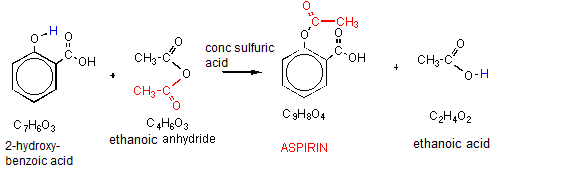 H
O
O
C
OH
+
CH₃-C
O
O
CH₃-C
O
conc sulfuric
acid
O
C
CH₃
O
O
C
OH
+
CH₃-C
O
O-H
C₇H₆O₃
C₄H₆O₃
C₉H₈O₄
C₂H₄O₂
2-hydroxy-
benzoic acid
ethanoic anhydride
ASPIRIN
ethanoic acid